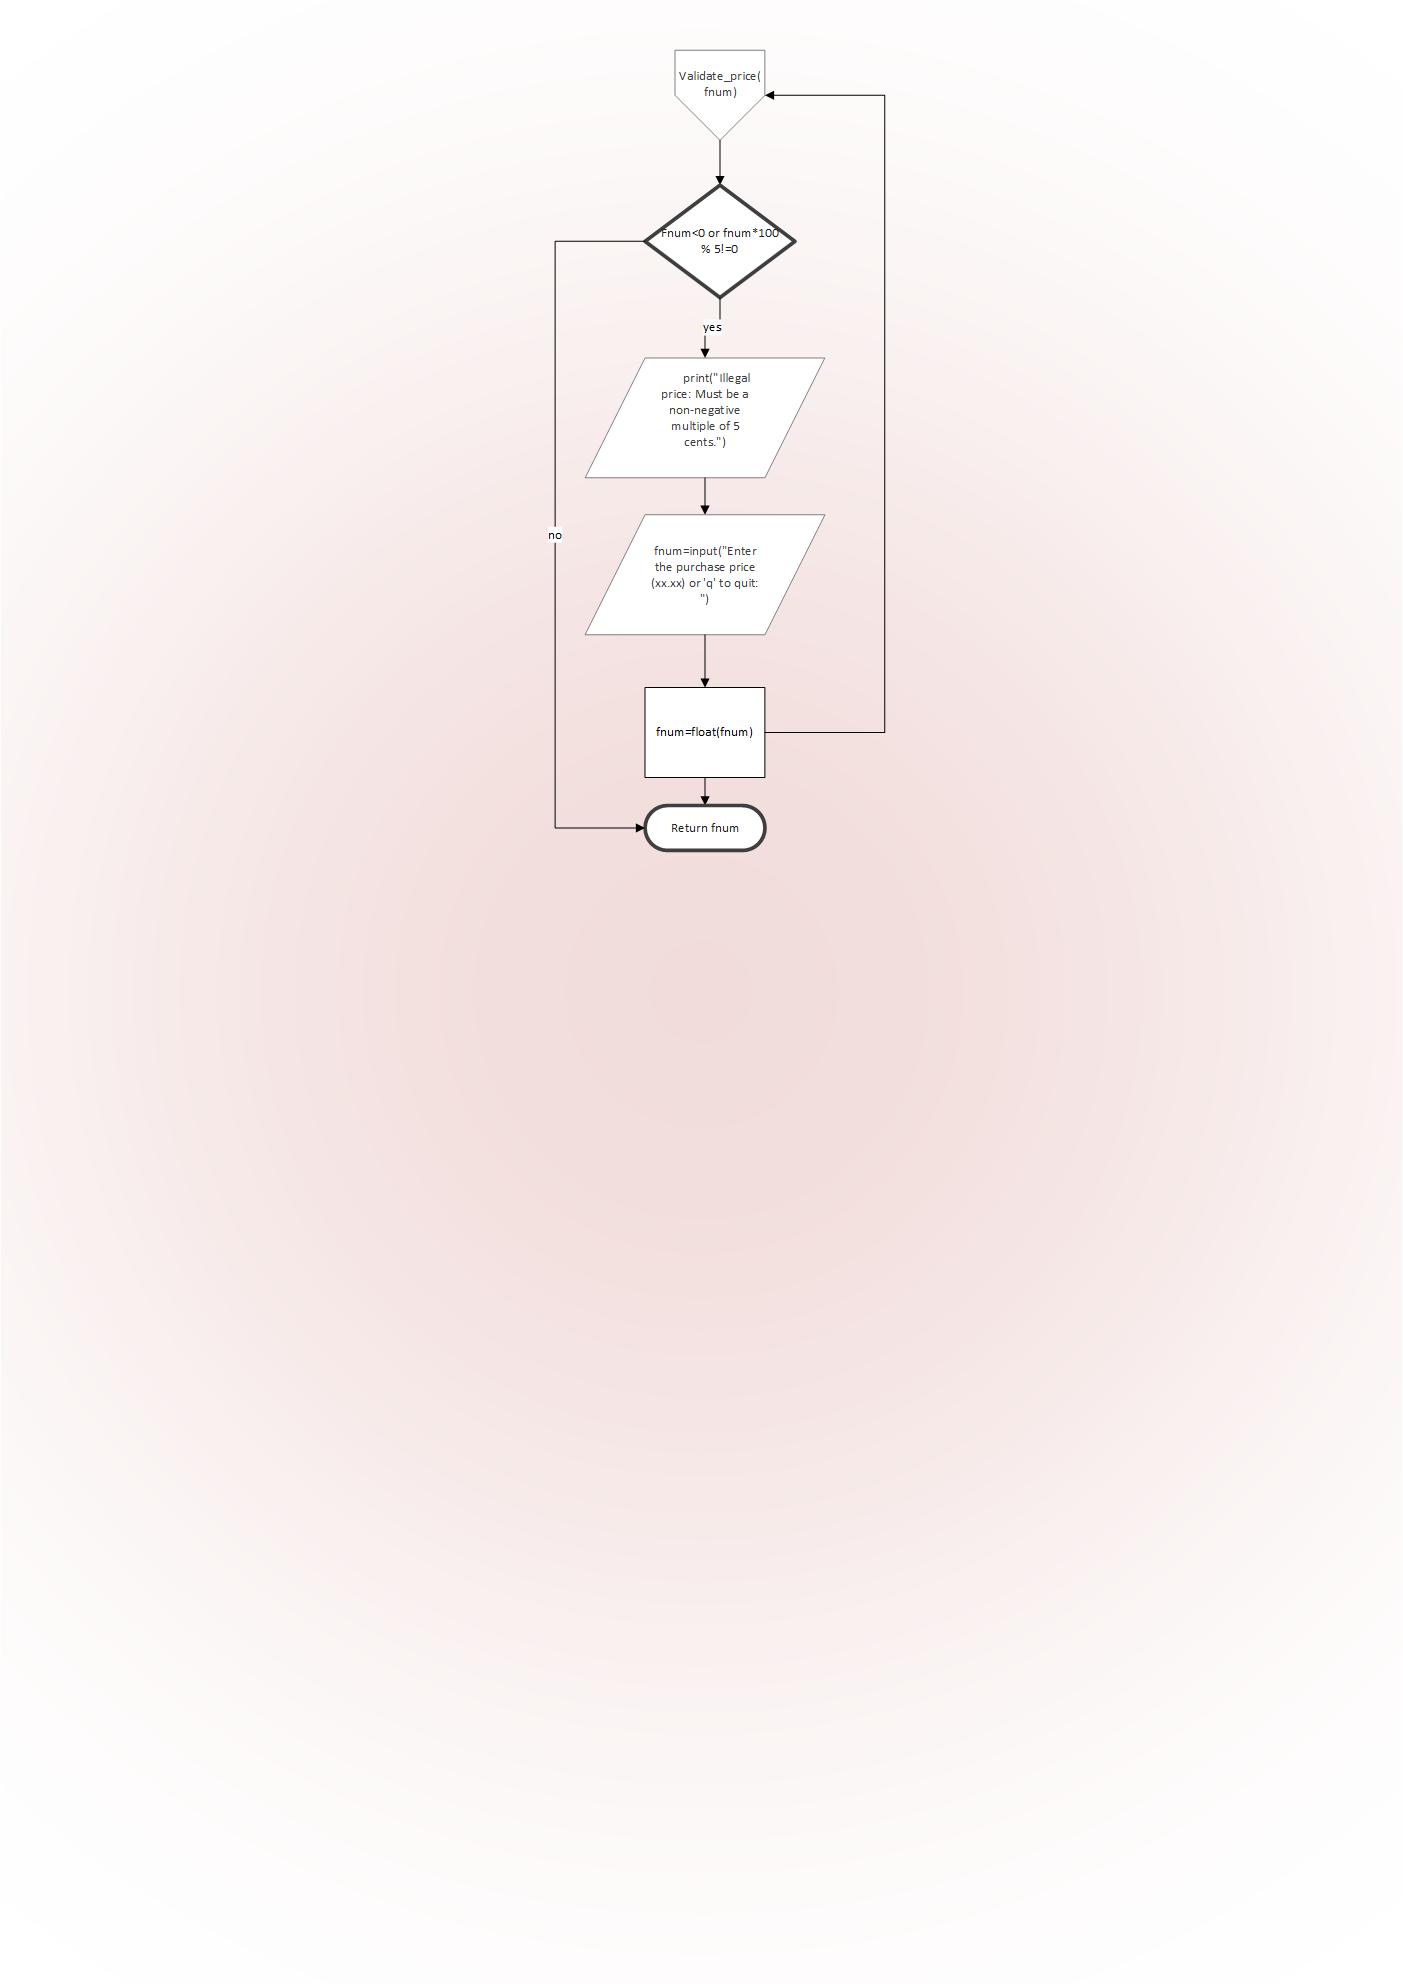 Validate_price(
fnum)
Fnum<0 or fnum*100
% 5!=0
yes
print("Illegal
price: Must be a
non-negative
multiple of 5
cents.")
no
fnum=input("Enter
the purchase price
(xx.xx) or 'q' to quit:
")
fnum=float(fnum)
Return fnum